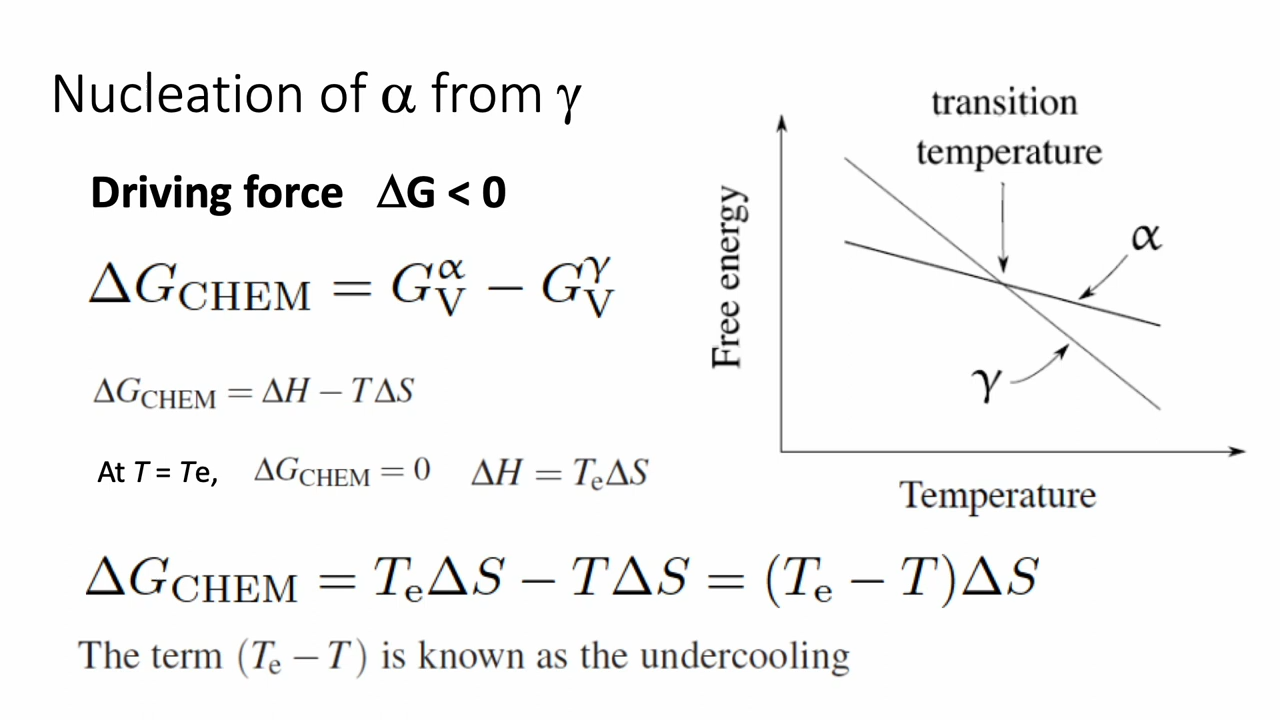 Nucleation of α from γ
Driving force ΔG < 0
ΔG_CHEM = G_V^α − G_V^γ
ΔG_CHEM = ΔH − TΔS
At T = Te, ΔG_CHEM = 0 ΔH = T_eΔS
ΔG_CHEM = T_eΔS − TΔS = (T_e − T)ΔS
The term (T_e − T) is known as the undercooling
transition
temperature
Free energy
α
γ
Temperature